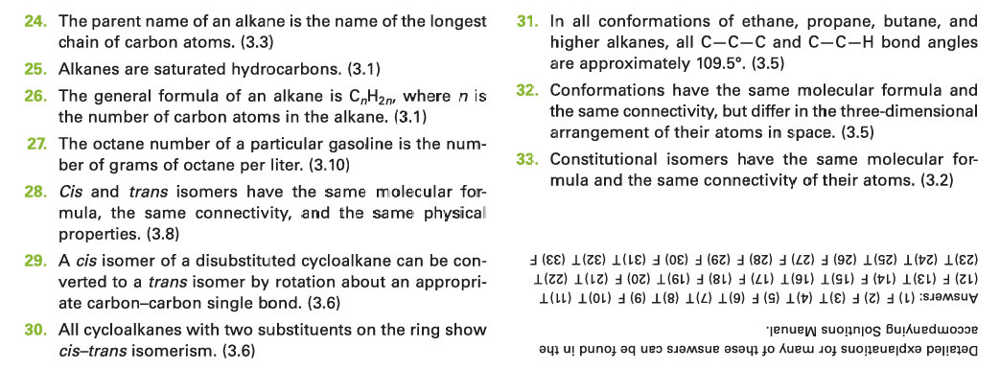 24. The parent name of an alkane is the name of the longest
chain of carbon atoms. (3.3)
25. Alkanes are saturated hydrocarbons. (3.1)
26. The general formula of an alkane is CₙH₂ₙ, where n is
the number of carbon atoms in the alkane. (3.1)
27. The octane number of a particular gasoline is the num-
ber of grams of octane per liter. (3.10)
28. Cis and trans isomers have the same molecular for-
mula, the same connectivity, and the same physical
properties. (3.8)
29. A cis isomer of a disubstituted cycloalkane can be con-
verted to a trans isomer by rotation about an appropri-
ate carbon–carbon single bond. (3.6)
30. All cycloalkanes with two substituents on the ring show
cis–trans isomerism. (3.6)
31. In all conformations of ethane, propane, butane, and
higher alkanes, all C—C—C and C—C—H bond angles
are approximately 109.5°. (3.5)
32. Conformations have the same molecular formula and
the same connectivity, but differ in the three-dimensional
arrangement of their atoms in space. (3.5)
33. Constitutional isomers have the same molecular for-
mula and the same connectivity of their atoms. (3.2)
Detailed explanations for many of these answers can be found in the
accompanying Solutions Manual.
Answers: (1) F (2) F (3) T (4) T (5) F (6) T (7) T (8) T (9) F (10) T (11) T
(12) F (13) T (14) F (15) T (16) T (17) F (18) F (19) T (20) F (21) T (22) T
(23) T (24) T (25) T (26) F (27) F (28) F (29) F (30) F (31) T (32) T (33) F